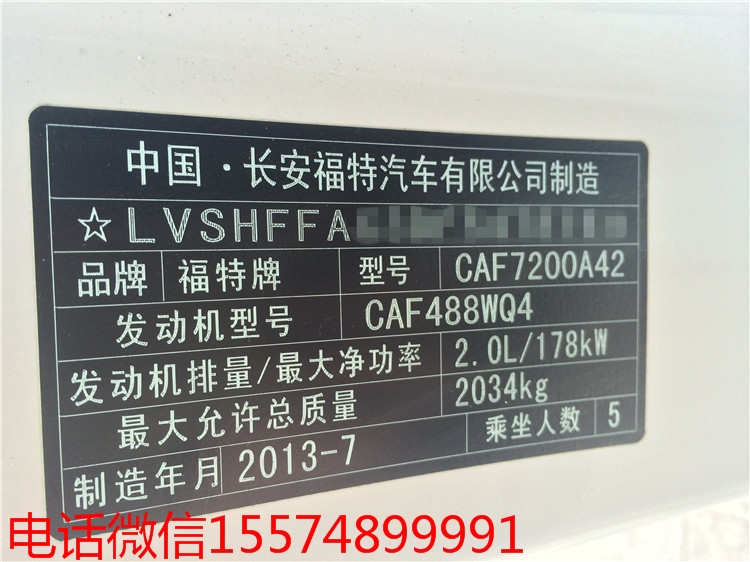 中国·长安福特汽车有限公司制造
☆LVSHFFA
品牌 福特牌 型号 CAF7200A42
发动机型号 CAF488WQ4
发动机排量/最大净功率 2.0L/178kW
最大允许总质量 2034kg
制造年月 2013-7 乘坐人数 5
电话微信15574899991